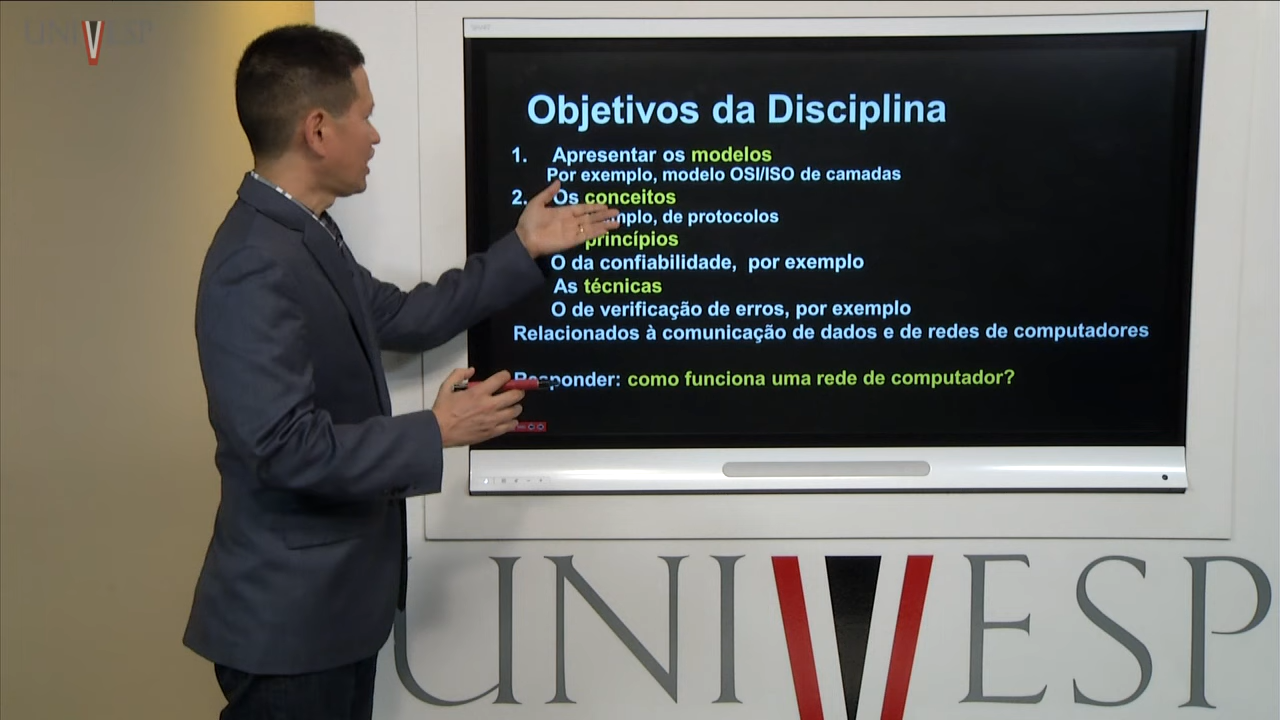 UNIVESP
Objetivos da Disciplina
1. Apresentar os modelos
Por exemplo, modelo OSI/ISO de camadas
2. Os conceitos
de protocolos
princípios
O da confiabilidade, por exemplo
As técnicas
O de verificação de erros, por exemplo
Relacionados à comunicação de dados e de redes de computadores
Responder: como funciona uma rede de computador?
UNIVESP